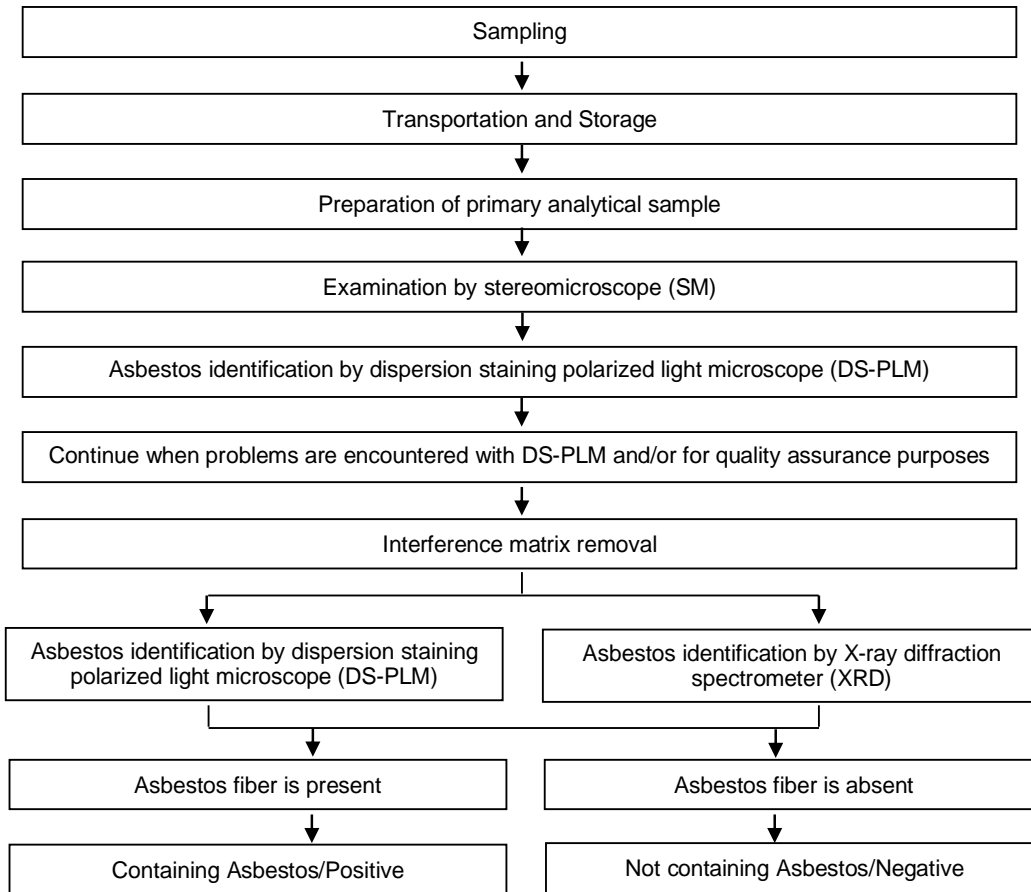 Sampling
Transportation and Storage
Preparation of primary analytical sample
Examination by stereomicroscope (SM)
Asbestos identification by dispersion staining polarized light microscope (DS-PLM)
Continue when problems are encountered with DS-PLM and/or for quality assurance purposes
Interference matrix removal
Asbestos identification by dispersion staining
polarized light microscope (DS-PLM)
Asbestos identification by X-ray diffraction
spectrometer (XRD)
Asbestos fiber is present
Asbestos fiber is absent
Containing Asbestos/Positive
Not containing Asbestos/Negative